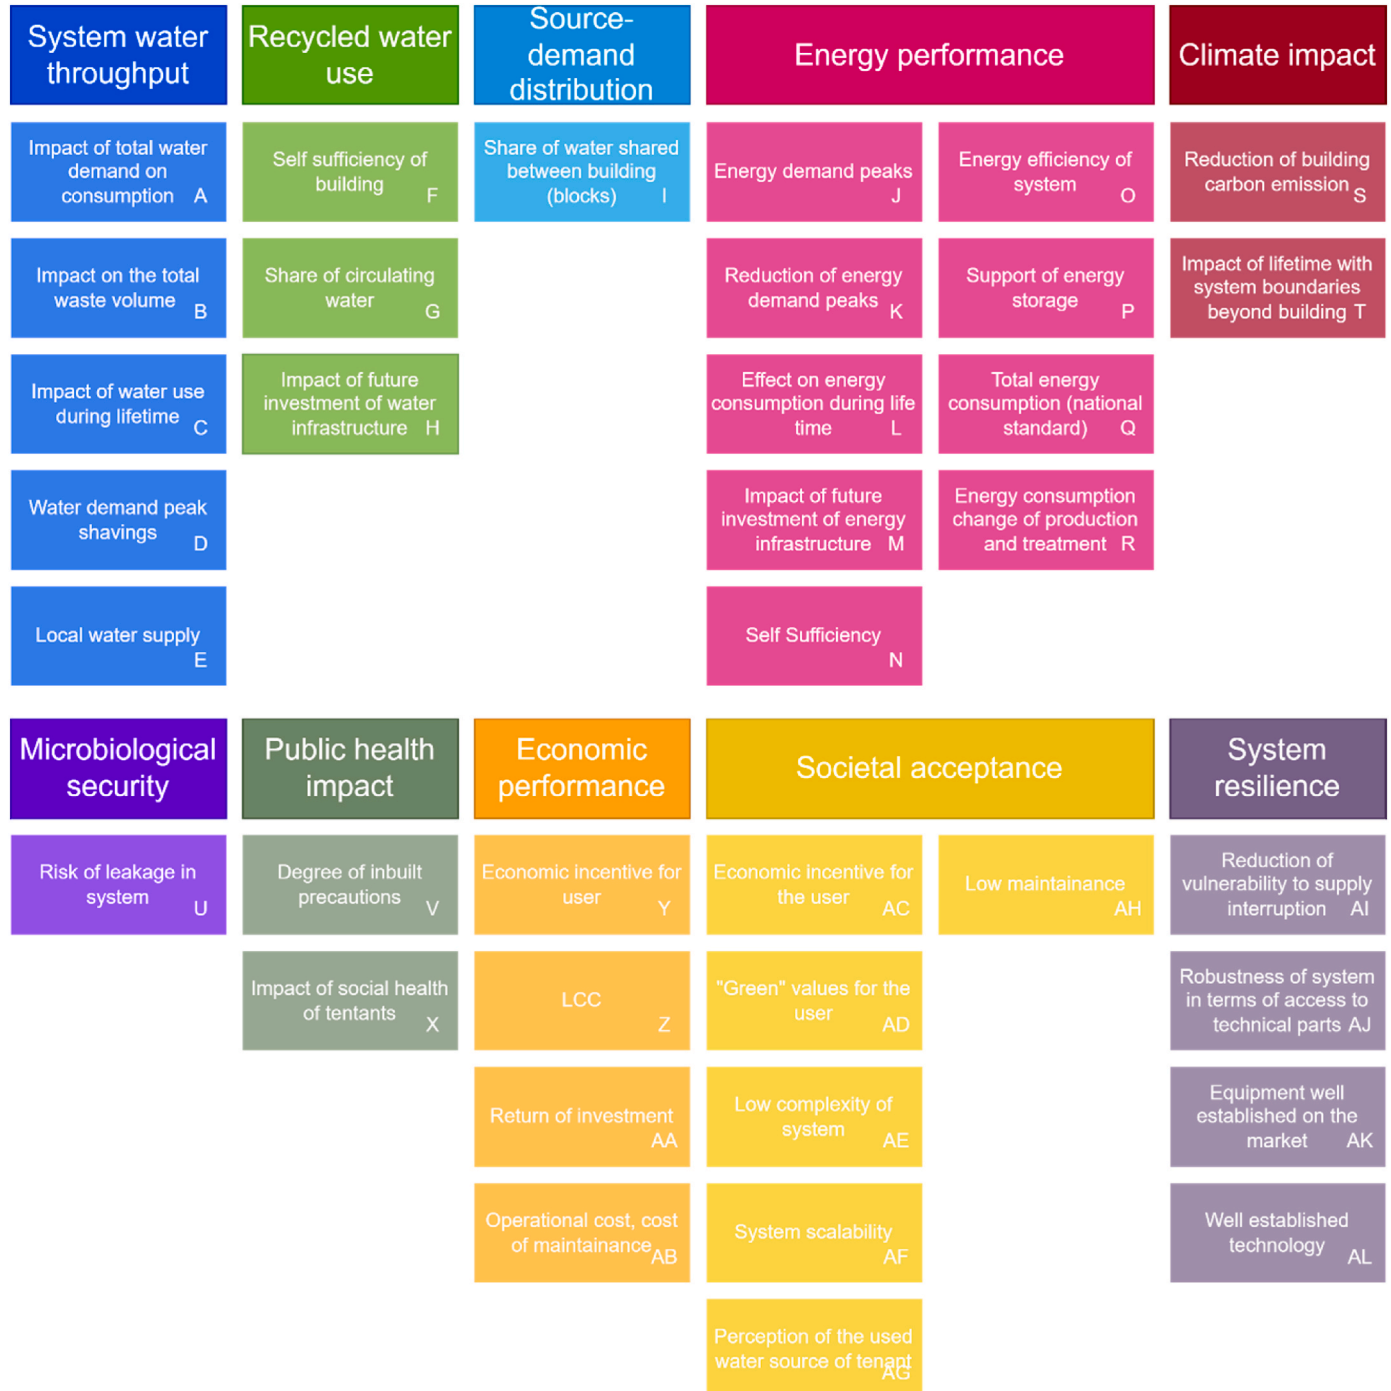 System water
throughput
Recycled water
use
Source-
demand
distribution
Energy performance
Climate impact
Impact of total water
demand on
consumption A
Self sufficiency of
building
F
Share of water shared
between building
(blocks) I
Energy demand peaks
J
Energy efficiency of
system
O
Reduction of building
carbon emission
S
Impact on the total
waste volume
B
Share of circulating
water
G
Reduction of energy
demand peaks
K
Support of energy
storage
P
Impact of lifetime with
system boundaries
beyond building T
Impact of water use
during lifetime
C
Impact of future
investment of water
infrastructure H
Effect on energy
consumption during life
time L
Total energy
consumption (national
standard) Q
Water demand peak
shavings
D
Impact of future
investment of energy
infrastructure M
Energy consumption
change of production
and treatment R
Local water supply
E
Self Sufficiency
N
Microbiological
security
Public health
impact
Economic
performance
Societal acceptance
System
resilience
Risk of leakage in
system
U
Degree of inbuilt
precautions
V
Economic incentive for
user
Y
Economic incentive for
the user
AC
Low maintainance
AH
Reduction of
vulnerability to supply
interruption AI
Impact of social health
of tentants
X
LCC
Z
"Green" values for the
user
AD
Robustness of system
in terms of access to
technical parts AJ
Return of investment
AA
Low complexity of
system
AE
Equipment well
established on the
market AK
Operational cost, cost
of maintainance
AB
System scalability
AF
Well established
technology
AL
Perception of the used
water source of tenant
AG